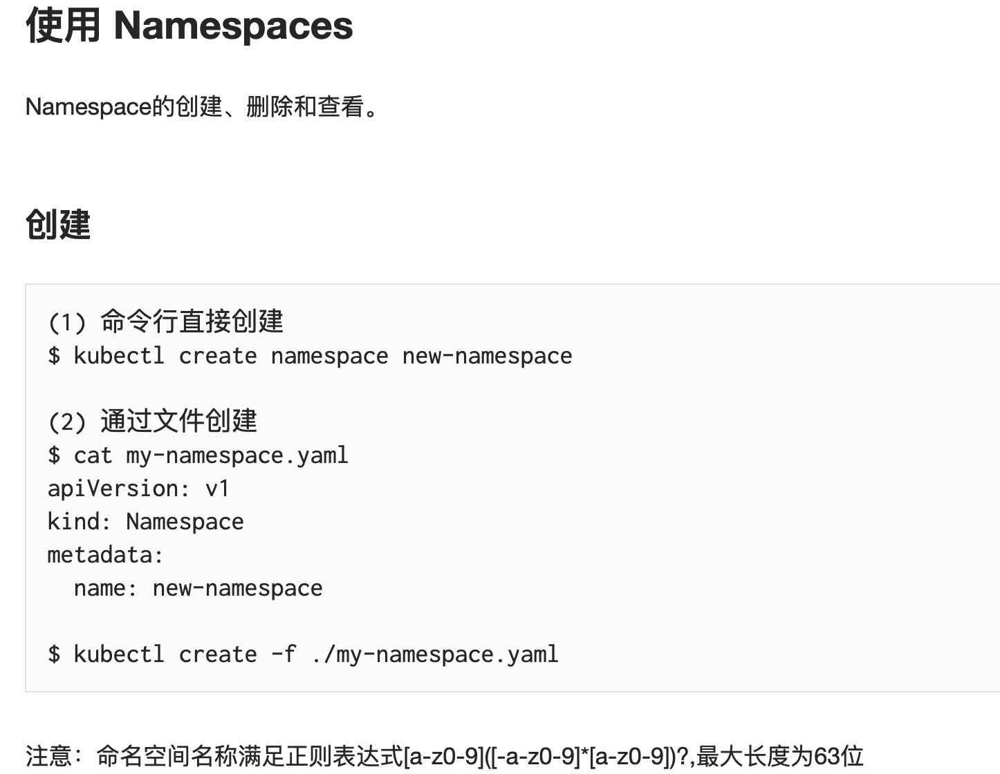 使用 Namespaces
Namespace的创建、删除和查看。
创建
(1) 命令行直接创建
$ kubectl create namespace new-namespace
(2) 通过文件创建
$ cat my-namespace.yaml
apiVersion: v1
kind: Namespace
metadata:
  name: new-namespace
$ kubectl create -f ./my-namespace.yaml
注意：命名空间名称满足正则表达式[a-z0-9]([-a-z0-9]*[a-z0-9])?,最大长度为63位